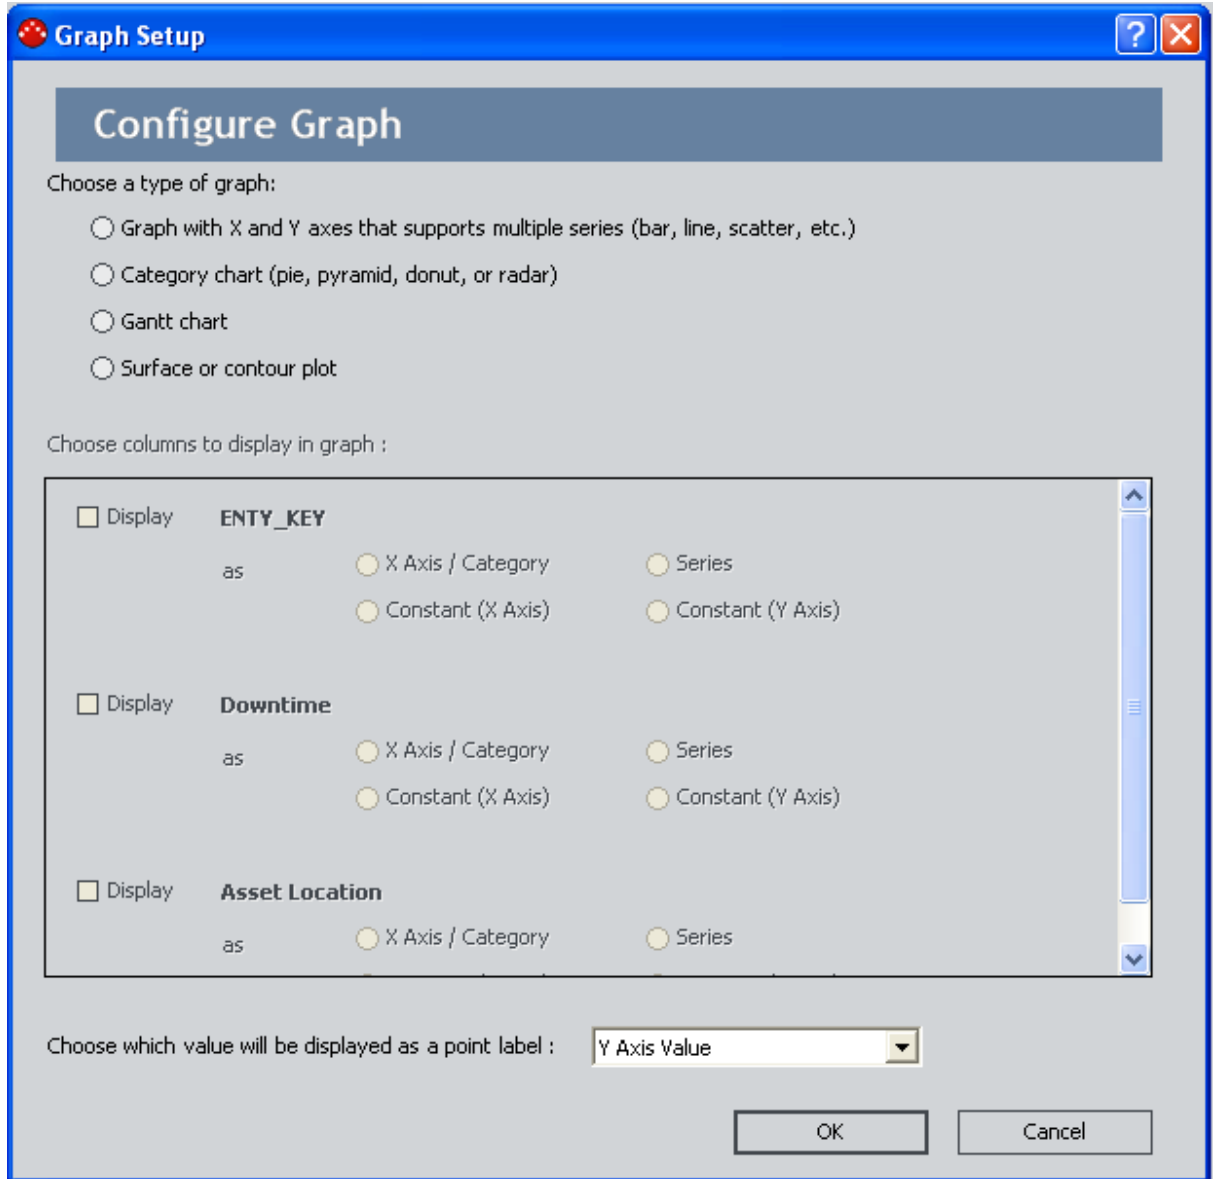 Graph Setup
Configure Graph
Choose a type of graph:
Graph with X and Y axes that supports multiple series (bar, line, scatter, etc.)
Category chart (pie, pyramid, donut, or radar)
Gantt chart
Surface or contour plot
Choose columns to display in graph :
Display ENTY_KEY
as X Axis / Category Series
Constant (X Axis) Constant (Y Axis)
Display Downtime
as X Axis / Category Series
Constant (X Axis) Constant (Y Axis)
Display Asset Location
as X Axis / Category Series
Choose which value will be displayed as a point label : Y Axis Value
OK Cancel